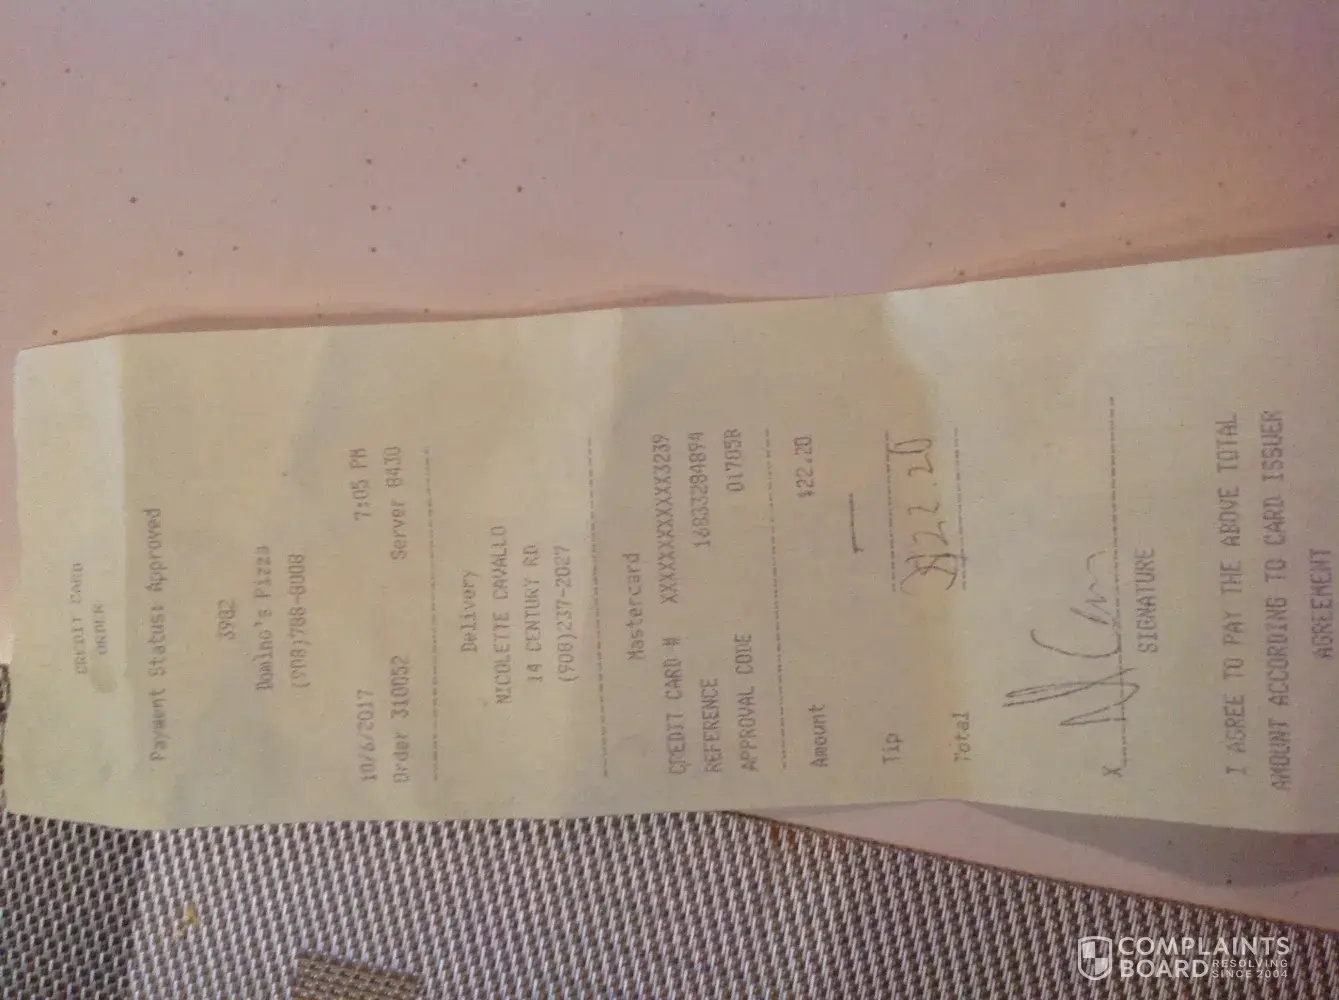 CREDIT CARD
ORDER
Payment Status: Approved
3982
Domino's Pizza
(908)788-8008
10/6/2017 7:05 PM
Order 310052 Server 8430
Delivery
NICOLETTE CAVALLO
14 CENTURY RD
(908)237-2027
Mastercard
CREDIT CARD # XXXXXXXXXXXX3239
REFERENCE 16833284894
APPROVAL CODE 01705B
Amount $22.20
Tip —
Total $22.20
X
SIGNATURE
I AGREE TO PAY THE ABOVE TOTAL
AMOUNT ACCORDING TO CARD ISSUER
AGREEMENT
COMPLAINTS
BOARD RESOLVING
SINCE 2004